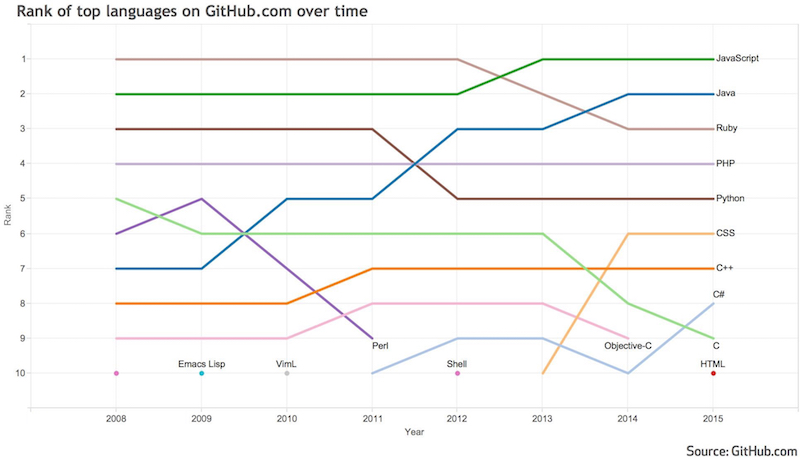 Rank of top languages on GitHub.com over time
1
JavaScript
2
Java
3
Ruby
4
PHP
5
Python
Rank
6
CSS
7
C++
C#
8
9
Perl
Objective-C
C
Emacs Lisp
VimL
Shell
HTML
10
2008
2009
2010
2011
2012
2013
2014
2015
Year
Source: GitHub.com